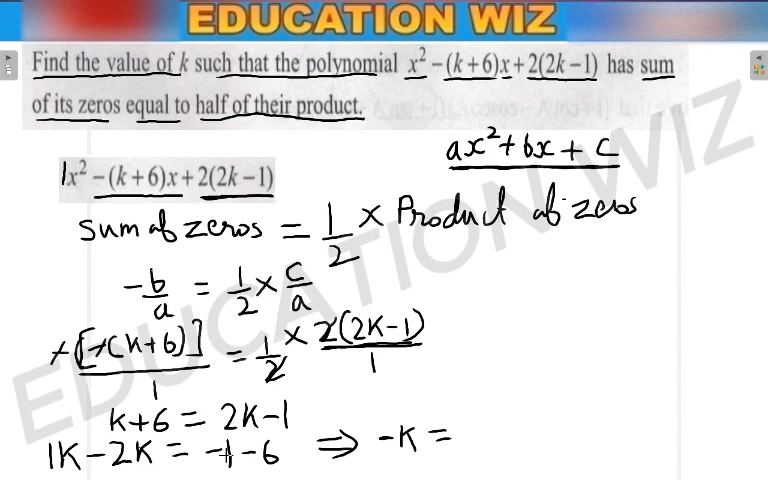 EDUCATION WIZ
Find the value of k such that the polynomial x² – (k+6)x + 2(2k–1) has sum
of its zeros equal to half of their product.
ax² + bx + c
1x² – (k+6)x + 2(2k–1)
Sum of zeros = 1/2 × Product of zeros
-b/a = 1/2 × c/a
-[-(k+6)]/1 = 1/2 × 2(2k-1)/1
k+6 = 2k-1
1k-2k = -1-6 ⇒ -k =
EDUCATION WIZ